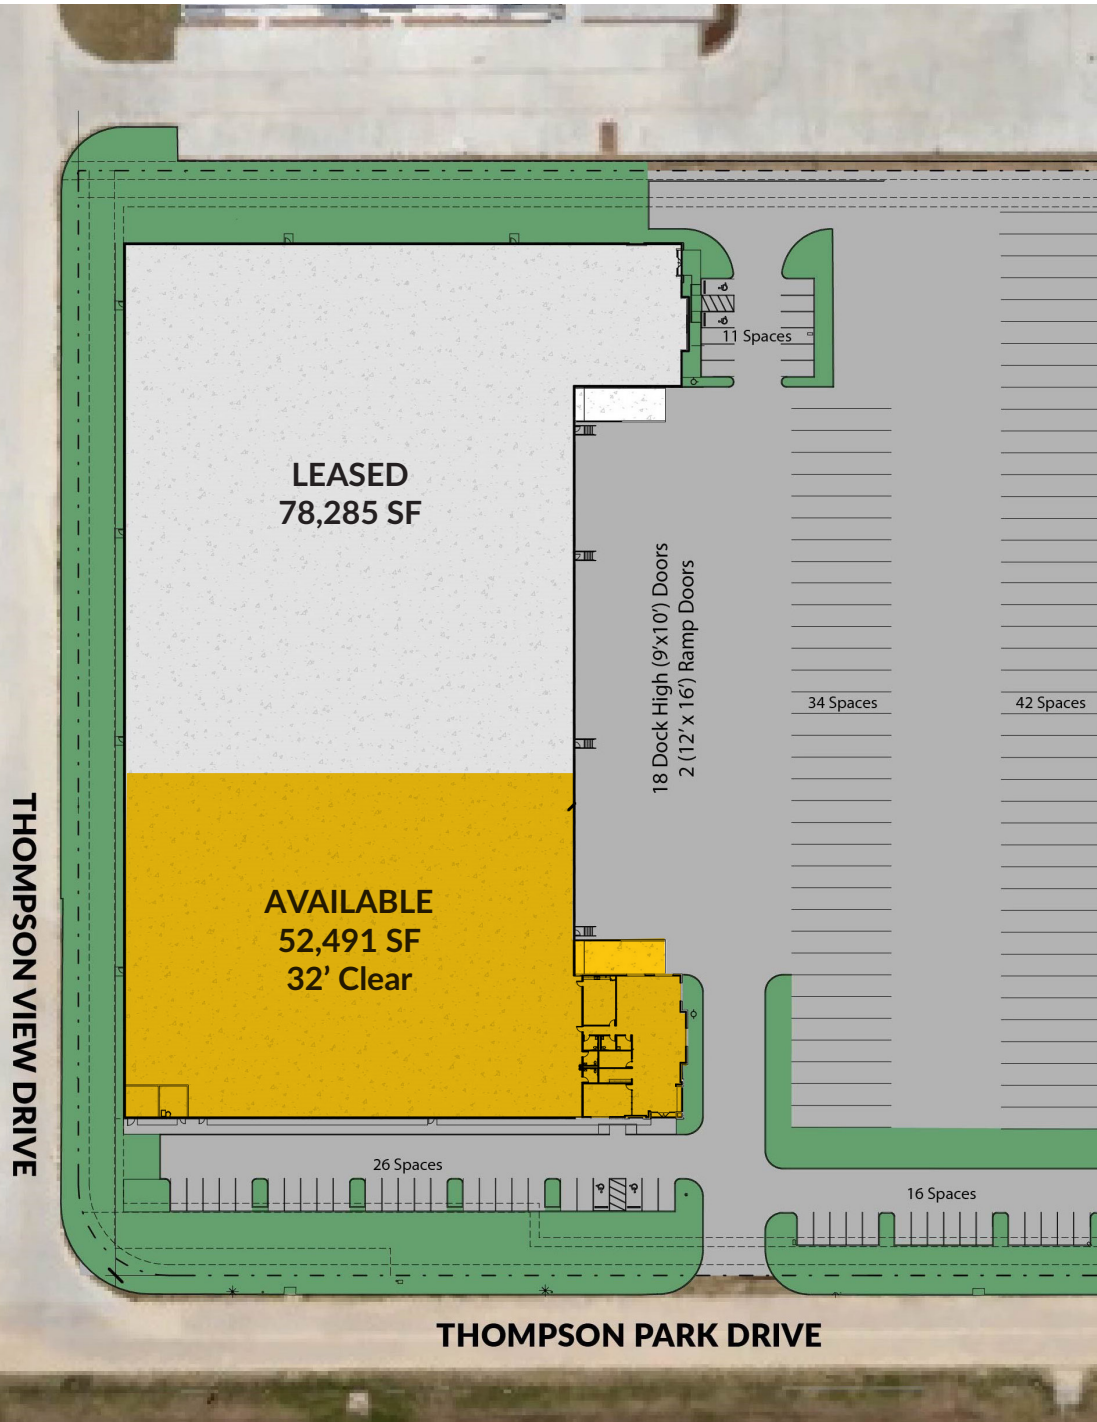 11 Spaces
LEASED
78,285 SF
18 Dock High (9'x10') Doors
2 (12' x 16') Ramp Doors
34 Spaces
42 Spaces
THOMPSON VIEW DRIVE
AVAILABLE
52,491 SF
32’ Clear
26 Spaces
16 Spaces
THOMPSON PARK DRIVE